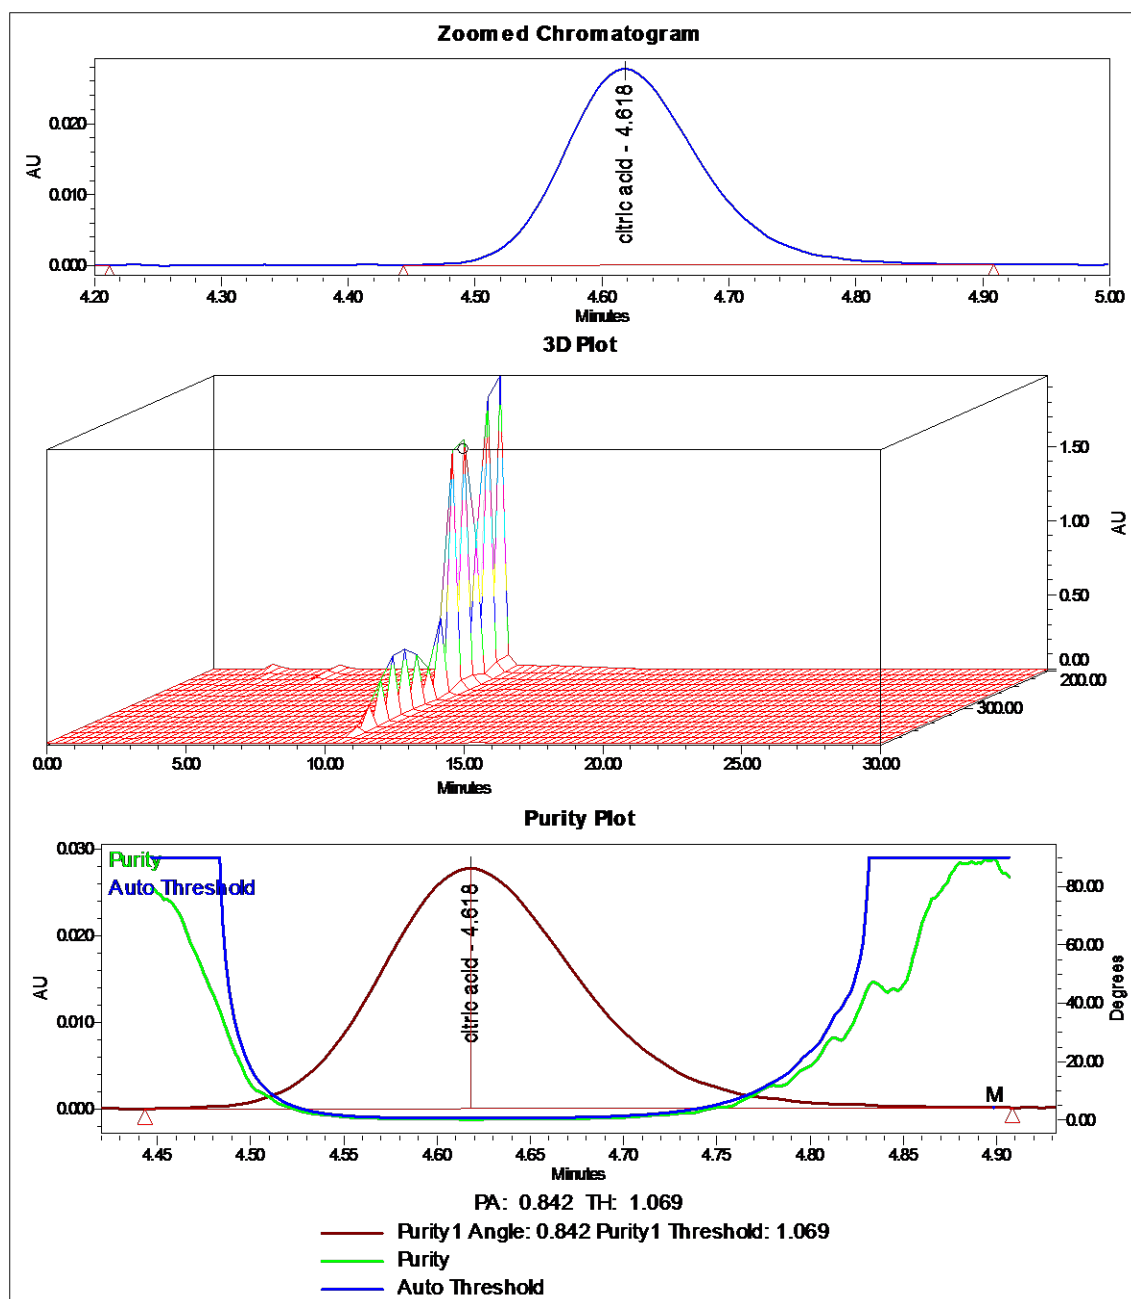 Zoomed Chromatogram
AU
0.020
0.010
0.000
citric acid - 4.618
4.20 4.30 4.40 4.50 4.60 4.70 4.80 4.90 5.00
Minutes
3D Plot
1.50
1.00
0.50
0.00
AU
200.00
300.00
0.00 5.00 10.00 15.00 20.00 25.00 30.00
Minutes
Purity Plot
Purity
Auto Threshold
AU
0.030
0.020
0.010
0.000
citric acid - 4.618
80.00
60.00
40.00
20.00
0.00
Degrees
M
4.45 4.50 4.55 4.60 4.65 4.70 4.75 4.80 4.85 4.90
Minutes
PA: 0.842 TH: 1.069
Purity1 Angle: 0.842 Purity1 Threshold: 1.069
Purity
Auto Threshold